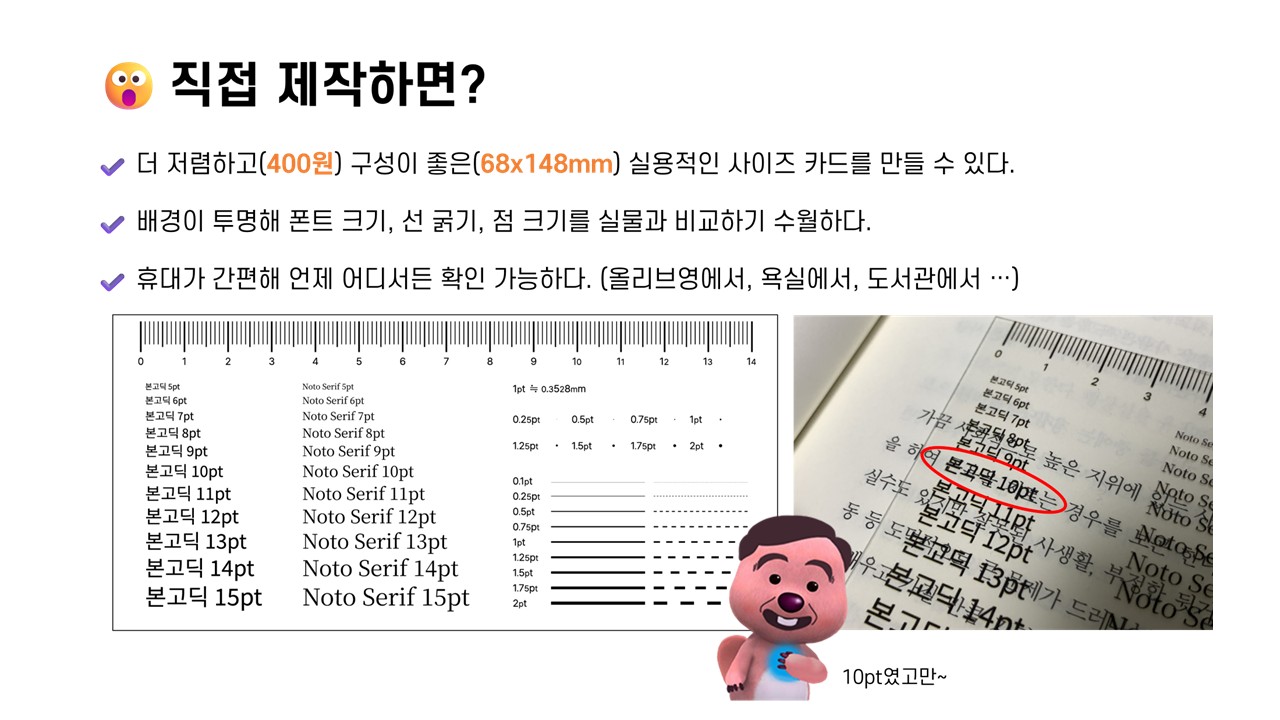 직접 제작하면?
더 저렴하고(400원) 구성이 좋은(68x148mm) 실용적인 사이즈 카드를 만들 수 있다.
배경이 투명해 폰트 크기, 선 굵기, 점 크기를 실물과 비교하기 수월하다.
휴대가 간편해 언제 어디서든 확인 가능하다. (올리브영에서, 욕실에서, 도서관에서 …)
0 1 2 3 4 5 6 7 8 9 10 11 12 13 14
본고딕 5pt
본고딕 6pt
본고딕 7pt
본고딕 8pt
본고딕 9pt
본고딕 10pt
본고딕 11pt
본고딕 12pt
본고딕 13pt
본고딕 14pt
본고딕 15pt
Noto Serif 5pt
Noto Serif 6pt
Noto Serif 7pt
Noto Serif 8pt
Noto Serif 9pt
Noto Serif 10pt
Noto Serif 11pt
Noto Serif 12pt
Noto Serif 13pt
Noto Serif 14pt
Noto Serif 15pt
1pt ≒ 0.3528mm
0.25pt 0.5pt 0.75pt 1pt
1.25pt 1.5pt 1.75pt 2pt
0.1pt
0.25pt
0.5pt
0.75pt
1pt
1.25pt
1.5pt
1.75pt
2pt
0 1 2 3 4
본고딕 5pt
본고딕 6pt
본고딕 7pt
본고딕 8pt
본고딕 9pt
본고딕 10pt
본고딕 11pt
본고딕 12pt
본고딕 13pt
본고딕 14pt
본고딕
가끔 높은 지위에
을 하여 는 경우를
실수도 있지만 잘못된 사생활, 부적한
동 등
문제가 드러
Noto Se
Noto Se
10pt였고만~